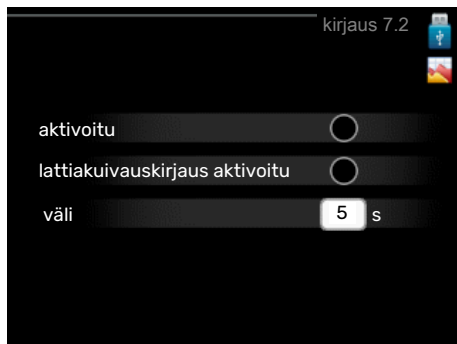 kirjaus 7.2
aktivoitu
lattiakuivauskirjaus aktivoitu
väli 5 s